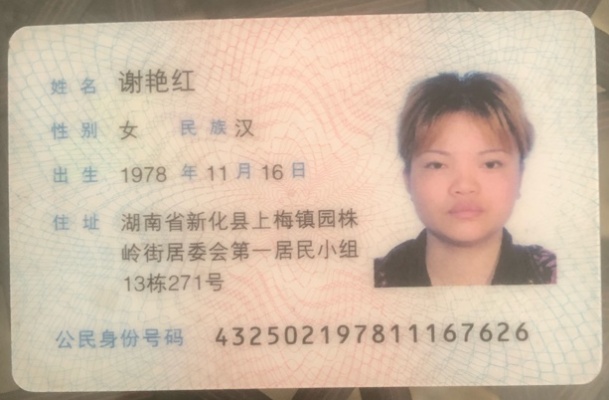 姓名 谢艳红
性别 女 民族 汉
出生 1978 年 11 月 16 日
住址 湖南省新化县上梅镇园株
岭街居委会第一居民小组
13栋271号
公民身份号码 432502197811167626